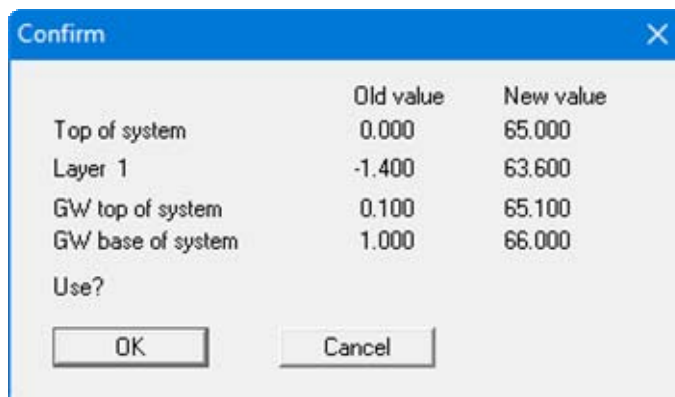 Confirm
Old value New value
Top of system 0.000 65.000
Layer 1 -1.400 63.600
GW top of system 0.100 65.100
GW base of system 1.000 66.000
Use?
OK Cancel